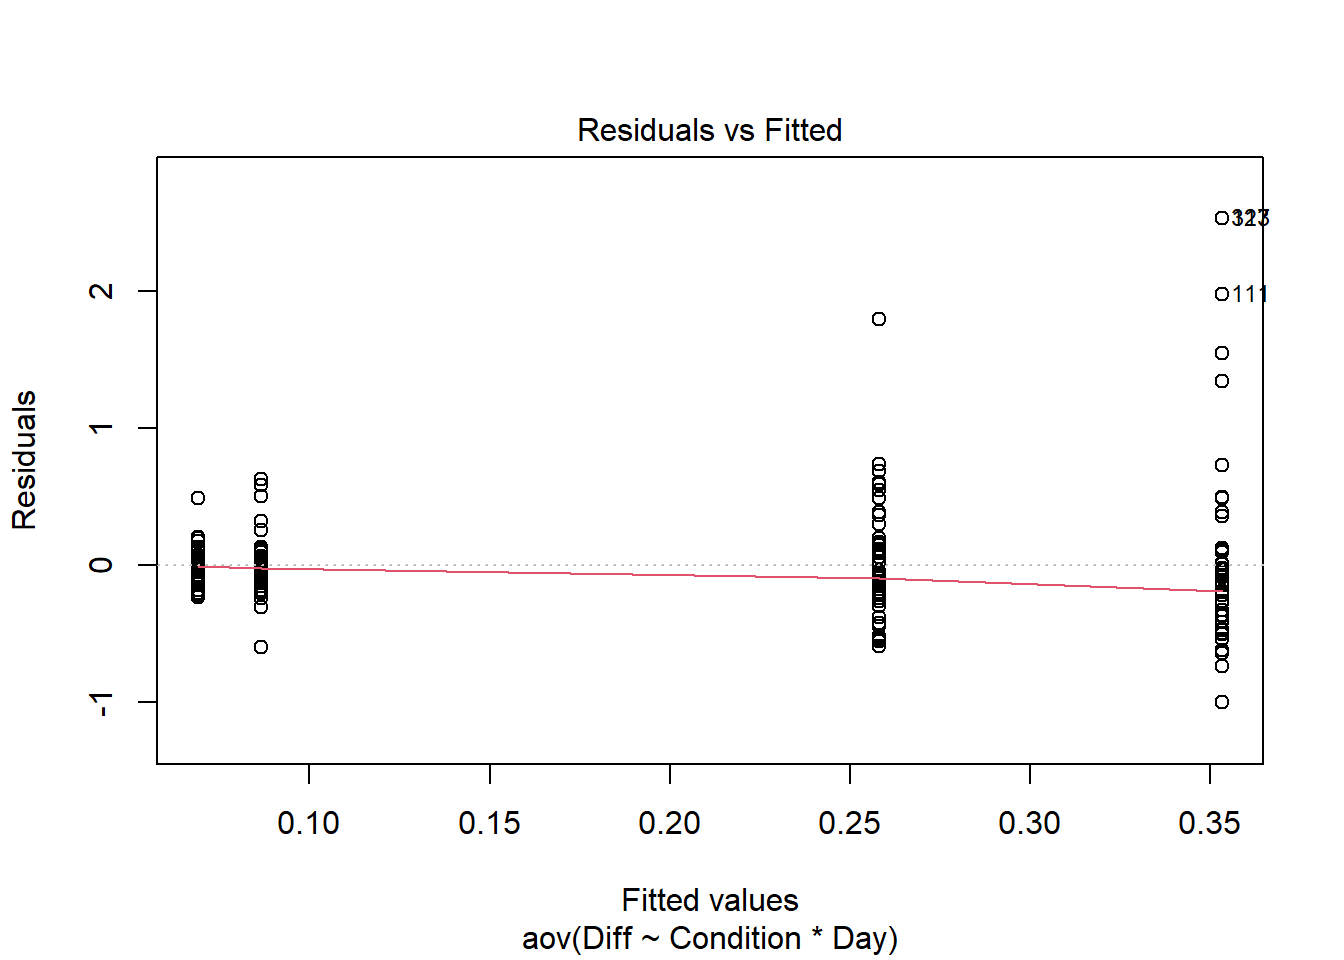 Residuals vs Fitted
Residuals
2
1
0
-1
111
0.10 0.15 0.20 0.25 0.30 0.35
Fitted values
aov(Diff ~ Condition * Day)